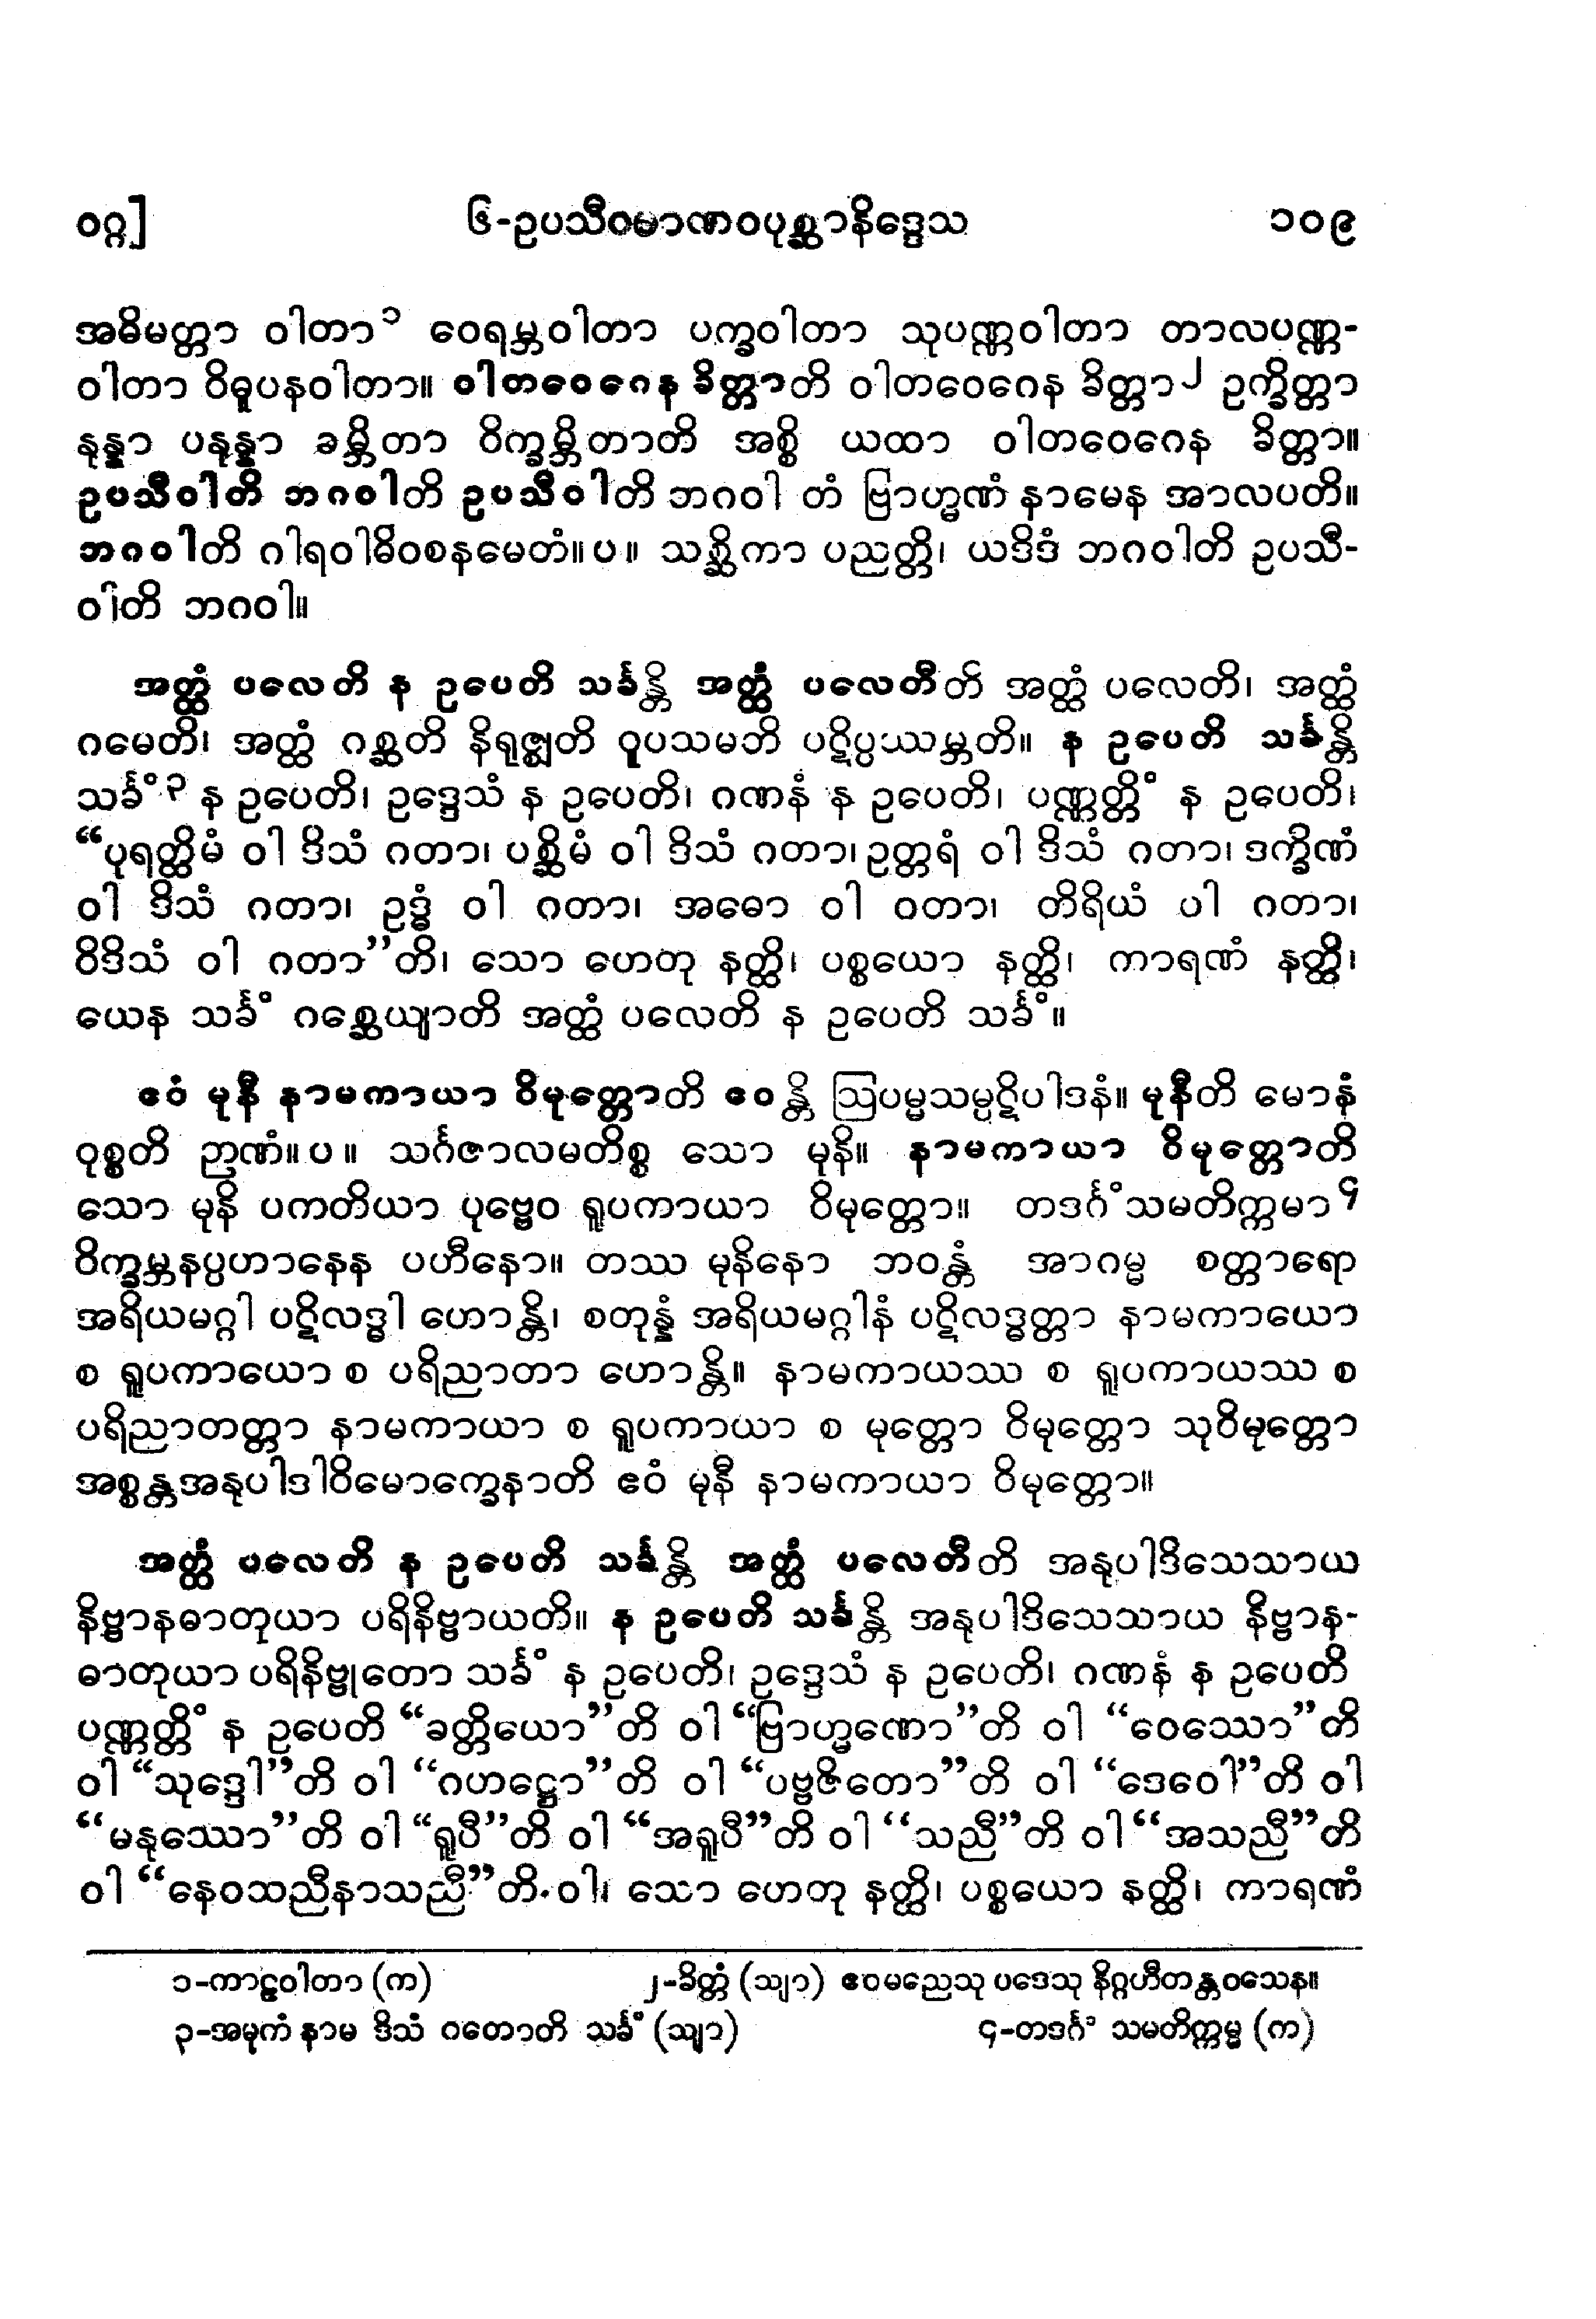 ဝဂ္ဂ]	၆-ဥပသီဝမာဏဝပုစ္ဆာနိဒ္ဒေသ	၁၀၉
အဓိမတ္တာ ဝါတာ၁ ဝေရမ္ဘဝါတာ ပက္ခဝါတာ သုပဏ္ဏဝါတာ တာလပဏ္ဏ-
ဝါတာ ဝိဓူပနဝါတာ။ ဝါတဝေဂေန ခိတ္တာတိ ဝါတဝေဂေန ခိတ္တာ၂ ဥက္ခိတ္တာ
နုန္နာ ပနုန္နာ ခမ္ဘိတာ ဝိက္ခမ္ဘိတာတိ အစ္စိ ယထာ ဝါတဝေဂေန ခိတ္တာ။
ဥပသီဝါတိ ဘဂဝါတိ ဥပသီဝါတိ ဘဂဝါ တံ ဗြာဟ္မဏံ နာမေန အာလပတိ။
ဘဂဝါတိ ဂါရဝါဓိဝစနမေတံ။ပ။ သစ္ဆိကာ ပညတ္တိ၊ ယဒိဒံ ဘဂဝါတိ ဥပသီ-
ဝါတိ ဘဂဝါ။
အတ္ထံ ပလေတိ န ဥပေတိ သင်္ခန္တိ အတ္ထံ ပလေတီတိ အတ္ထံ ပလေတိ၊ အတ္ထံ
ဂမေတိ၊ အတ္ထံ ဂစ္ဆတိ နိရုဇ္ဈတိ ဝူပသမတိ ပဋိပ္ပဿမ္ဘတိ။ န ဥပေတိ သင်္ခန္တိ
သင်္ခံ၃ န ဥပေတိ၊ ဥဒ္ဒေသံ န ဥပေတိ၊ ဂဏနံ န ဥပေတိ၊ ပဏ္ဏတ္တိံ န ဥပေတိ၊
“ပုရတ္ထိမံ ဝါ ဒိသံ ဂတာ၊ ပစ္ဆိမံ ဝါ ဒိသံ ဂတာ၊ ဥတ္တရံ ဝါ ဒိသံ ဂတာ၊ ဒက္ခိဏံ
ဝါ ဒိသံ ဂတာ၊ ဥဒ္ဓံ ဝါ ဂတာ၊ အဓော ဝါ ဂတာ၊ တိရိယံ ဝါ ဂတာ၊
ဝိဒိသံ ဝါ ဂတာ”တိ၊ သော ဟေတု နတ္ထိ၊ ပစ္စယော နတ္ထိ၊ ကာရဏံ နတ္ထိ၊
ယေန သင်္ခံ ဂစ္ဆေယျာတိ အတ္ထံ ပလေတိ န ဥပေတိ သင်္ခံ။
ဧဝံ မုနီ နာမကာယာ ဝိမုတ္တောတိ ဧဝန္တိ ဩပမ္မသမ္ပဋိပါဒနံ။ မုနီတိ မောနံ
ဝုစ္စတိ ဉာဏံ။ပ။ သင်္ဂဇာလမတိစ္စ သော မုနိ။ နာမကာယာ ဝိမုတ္တောတိ
သော မုနိ ပကတိယာ ပုဗ္ဗေဝ ရူပကာယာ ဝိမုတ္တော။ တဒင်္ဂံသမတိက္ကမာ၄
ဝိက္ခမ္ဘနပ္ပဟာနေန ပဟီနော။ တဿ မုနိနော ဘဝန္တံ အာဂမ္မ စတ္တာရော
အရိယမဂ္ဂါ ပဋိလဒ္ဓါ ဟောန္တိ၊ စတုန္နံ အရိယမဂ္ဂါနံ ပဋိလဒ္ဓတ္တာ နာမကာယော
စ ရူပကာယော စ ပရိညာတာ ဟောန္တိ။ နာမကာယဿ စ ရူပကာယဿ စ
ပရိညာတတ္တာ နာမကာယာ စ ရူပကာယာ စ မုတ္တော ဝိမုတ္တော သုဝိမုတ္တော
အစ္စန္တအနုပါဒါဝိမောက္ခေနာတိ ဧဝံ မုနီ နာမကာယာ ဝိမုတ္တော။
အတ္ထံ ပလေတိ န ဥပေတိ သင်္ခန္တိ အတ္ထံ ပလေတီတိ အနုပါဒိသေသာယ
နိဗ္ဗာနဓာတုယာ ပရိနိဗ္ဗာယတိ။ န ဥပေတိ သင်္ခန္တိ အနုပါဒိသေသာယ နိဗ္ဗာန-
ဓာတုယာ ပရိနိဗ္ဗုတော သင်္ခံ န ဥပေတိ၊ ဥဒ္ဒေသံ န ဥပေတိ၊ ဂဏနံ န ဥပေတိ
ပဏ္ဏတ္တိံ န ဥပေတိ “ခတ္တိယော”တိ ဝါ “ဗြာဟ္မဏော”တိ ဝါ “ဝေဿော”တိ
ဝါ “သုဒ္ဒေါ”တိ ဝါ “ဂဟဋ္ဌော”တိ ဝါ “ပဗ္ဗဇိတော”တိ ဝါ “ဒေဝေါ”တိ ဝါ
“မနုဿော”တိ ဝါ “ရူပီ”တိ ဝါ “အရူပီ”တိ ဝါ “သညီ”တိ ဝါ “အသညီ”တိ
ဝါ “နေဝသညီနာသညီ”တိ ဝါ၊ သော ဟေတု နတ္ထိ၊ ပစ္စယော နတ္ထိ၊ ကာရဏံ
၁-ကာဠဝါတာ (က)	၂-ခိတ္တံ (သျာ) ဧဝမညေသု ပဒေသု နိဂ္ဂဟီတန္တဝသေန။
၃-အမုကံ နာမ ဒိသံ ဂတောတိ သင်္ခံ (သျာ)	၄-တဒင်္ဂံ သမတိက္ကမ္မ (က)